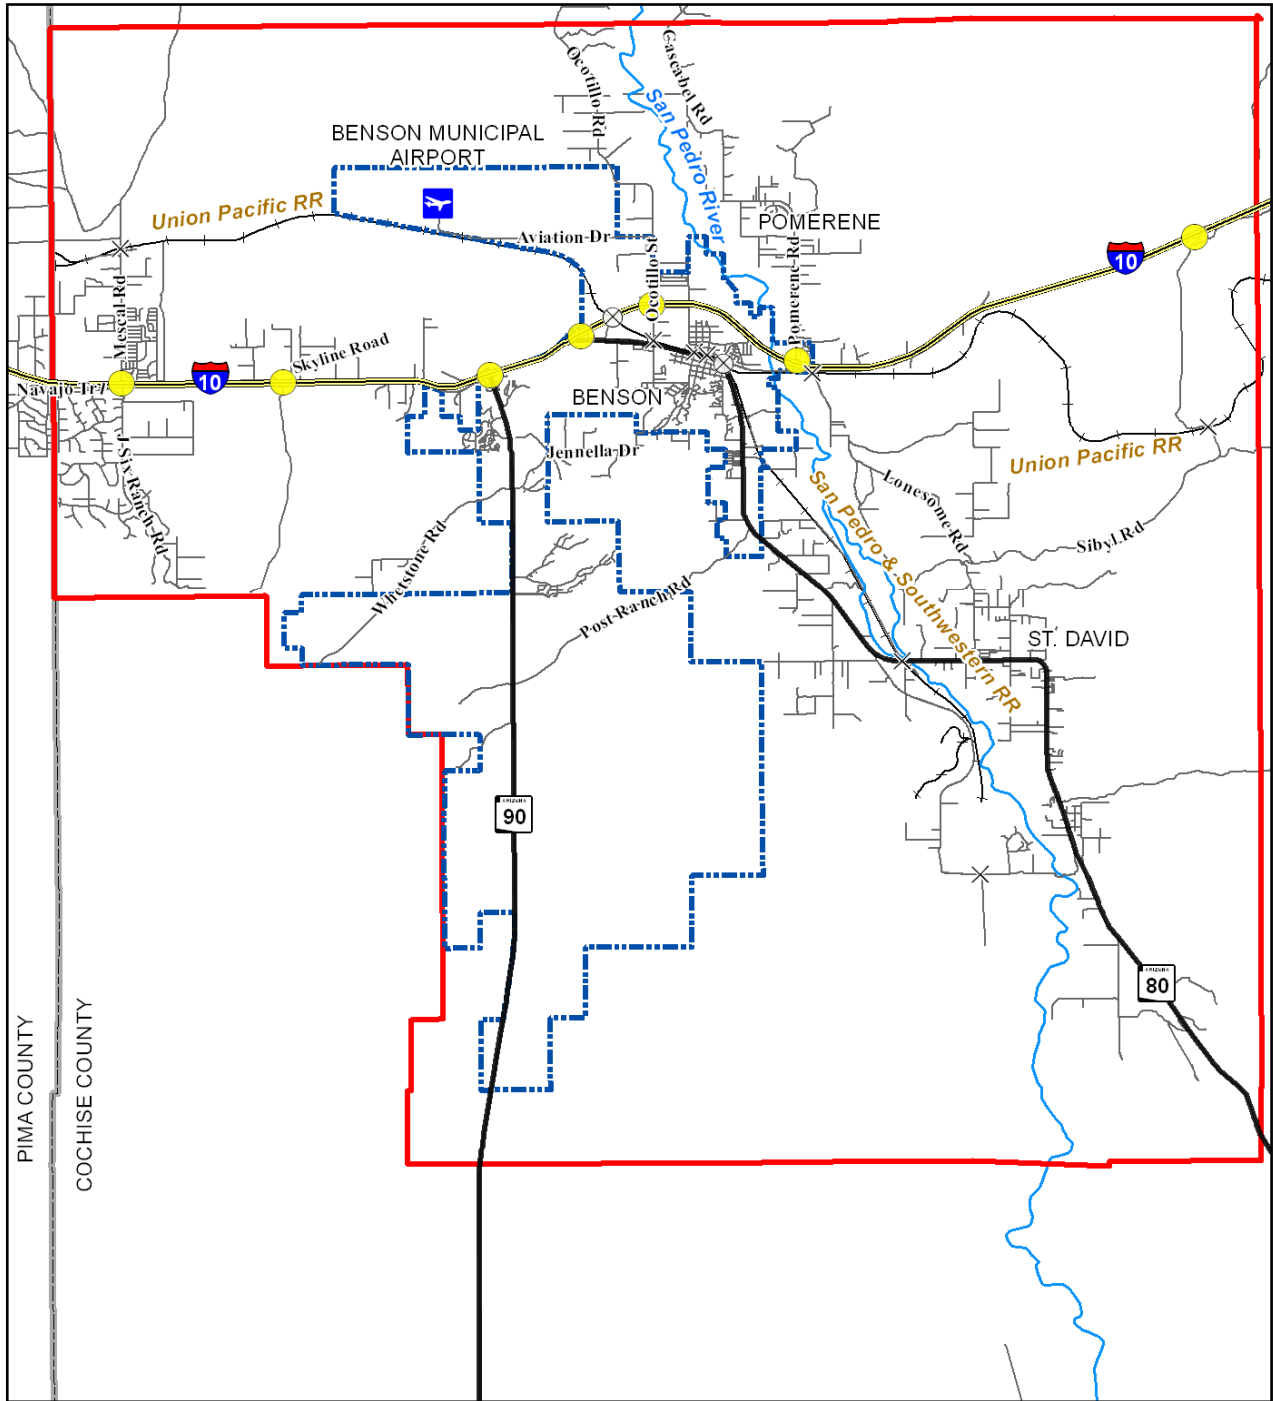 Ocotillo Rd
Cascabel Rd
San Pedro River
BENSON MUNICIPAL
AIRPORT
Union Pacific RR
Aviation Dr
Ocotillo St
POMERENE
Pomerene Rd
10
Mescal Rd
Skyline Road
10
Navajo Trl
BENSON
J-Six Ranch Rd
Jennella Dr
Union Pacific RR
Lonesome Rd
Sibyl Rd
Whetstone Rd
San Pedro & Southwestern RR
Post Ranch Rd
ST. DAVID
ARIZONA
90
ARIZONA
80
PIMA COUNTY
COCHISE COUNTY